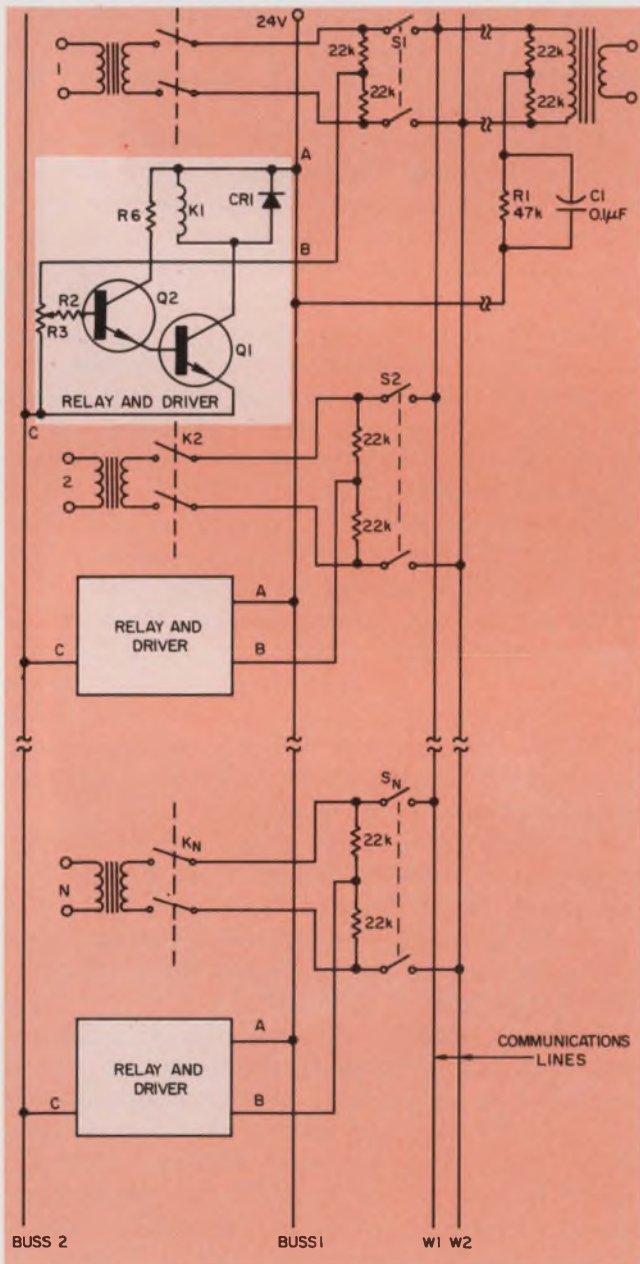 24V
1
22k
22k
S1
22k
22k
A
R6
K1
CR1
B
R2
R3
Q2
Q1
R1
47k
C1
0.1μF
RELAY AND DRIVER
C
K2
2
S2
22k
22k
RELAY AND
DRIVER
A
B
C
KN
N
SN
22k
22k
RELAY AND
DRIVER
A
B
C
COMMUNICATIONS
LINES
BUSS 2
BUSS1
W1 W2